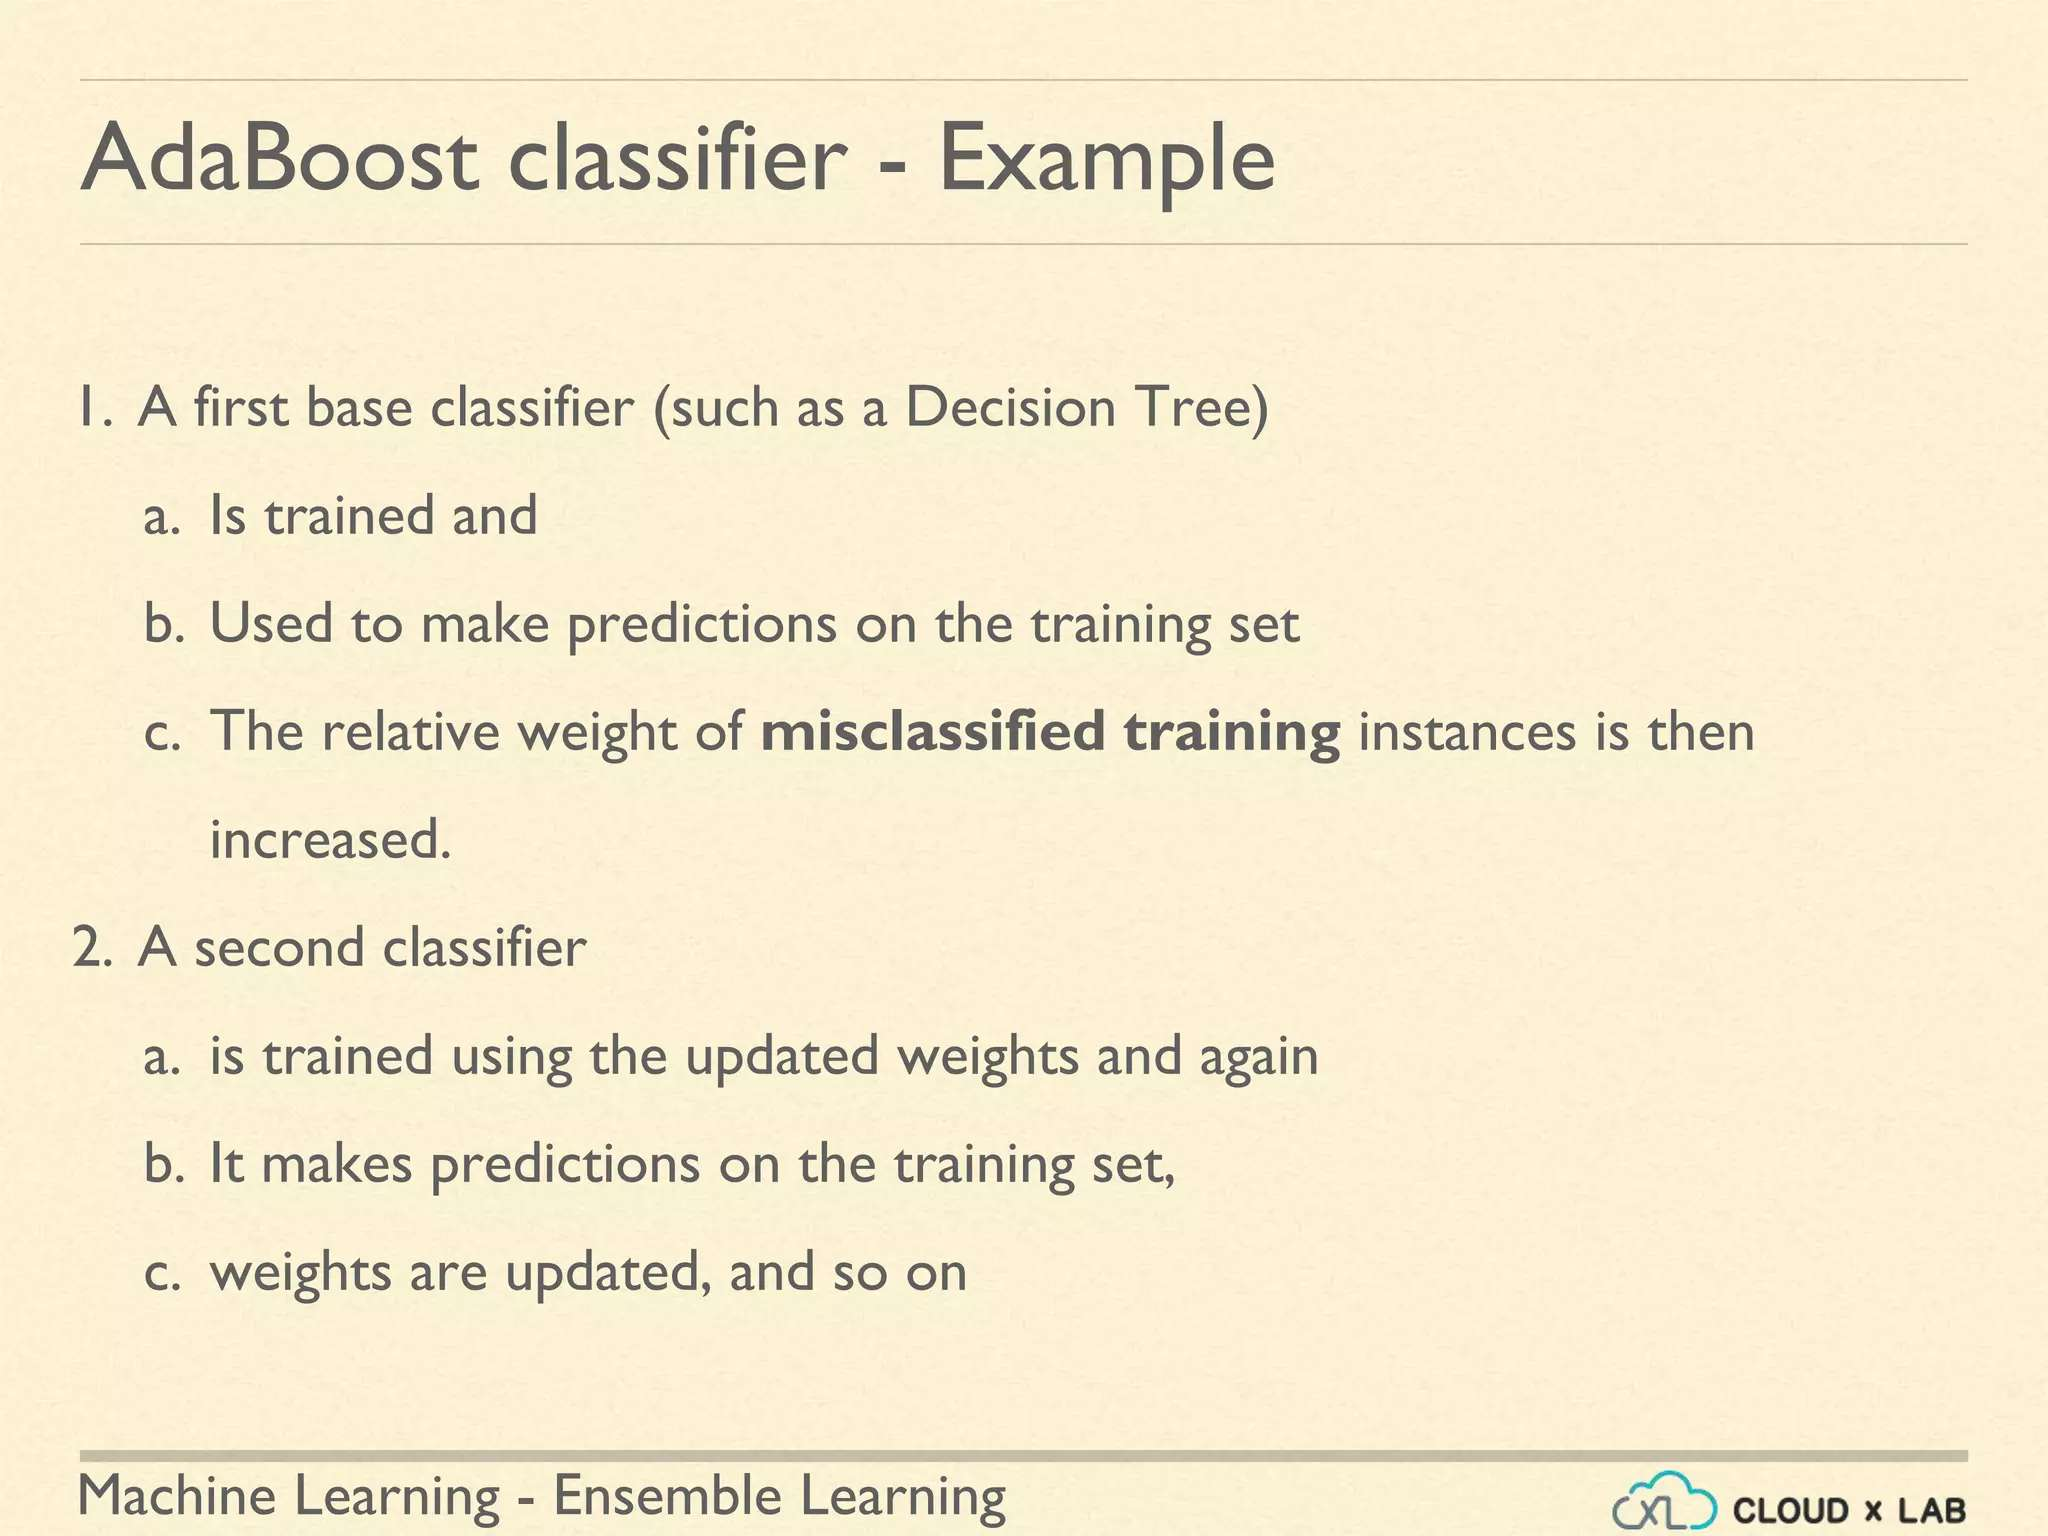 AdaBoost classifier - Example
1. A first base classifier (such as a Decision Tree)
a. Is trained and
b. Used to make predictions on the training set
c. The relative weight of misclassified training instances is then
increased.
2. A second classifier
a. is trained using the updated weights and again
b. It makes predictions on the training set,
c. weights are updated, and so on
Machine Learning - Ensemble Learning
CXL CLOUD x LAB